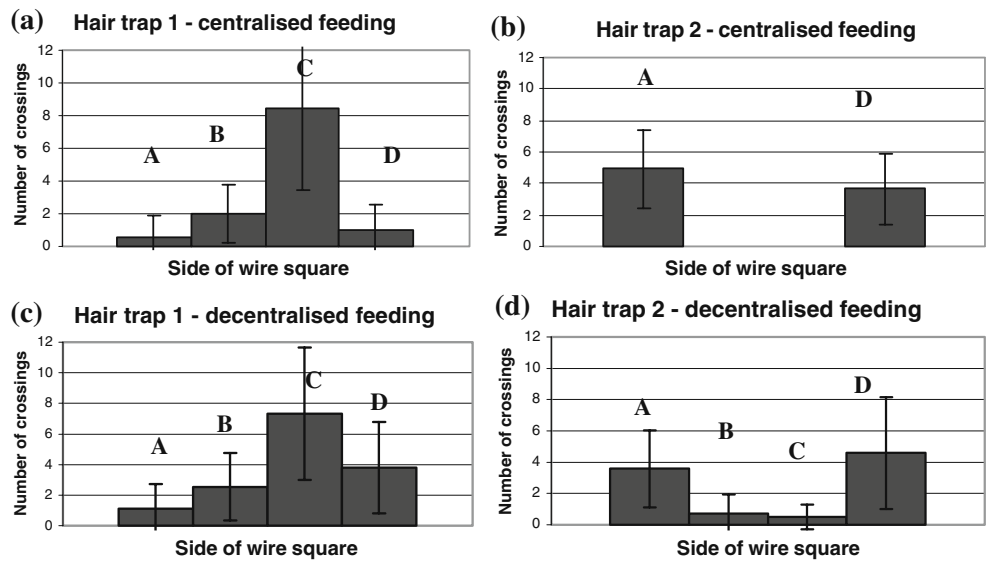 (a) Hair trap 1 - centralised feeding
Number of crossings
12
10
8
6
4
2
0
A
B
C
D
Side of wire square
(b) Hair trap 2 - centralised feeding
Number of crossings
12
10
8
6
4
2
0
A
D
Side of wire square
(c) Hair trap 1 - decentralised feeding
Number of crossings
12
10
8
6
4
2
0
A
B
C
D
Side of wire square
(d) Hair trap 2 - decentralised feeding
Number of crossings
12
10
8
6
4
2
0
A
B
C
D
Side of wire square